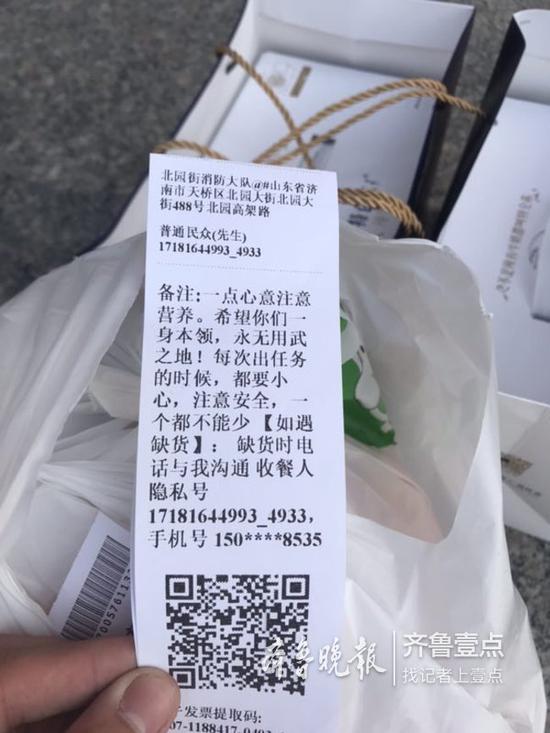 北园街消防大队@#山东省济
南市天桥区北园大街北园大
街488号北园高架路
普通民众(先生)
17181644993_4933
备注:一点心意注意
营养。希望你们一
身本领，永无用武
之地！每次出任务
的时候，都要小
心，注意安全，一
个都不能少【如遇
缺货】： 缺货时电
话与我沟通 收餐人
隐私号
17181644993_4933，
手机号 150****8535
子发票提取码:
齐鲁晚报
齐鲁壹点
找记者上壹点